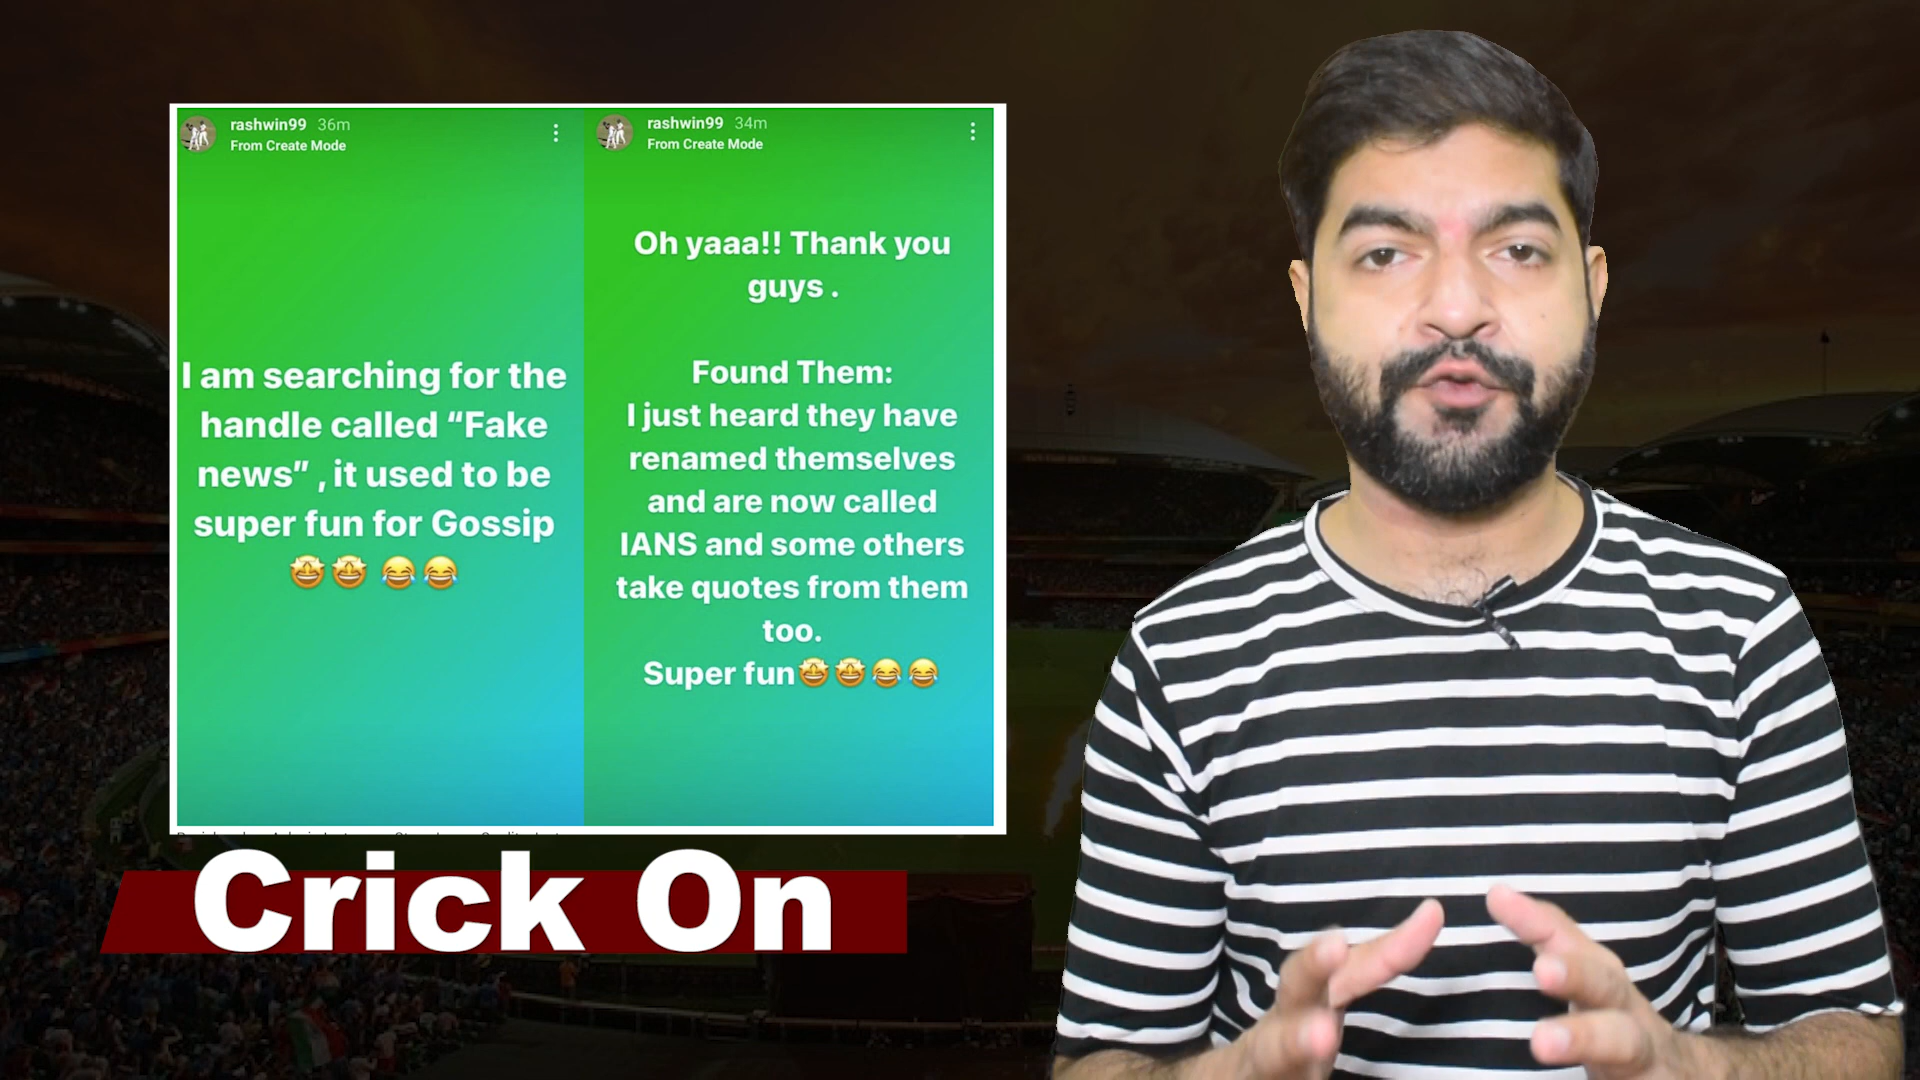 rashwin99 36m
From Create Mode
I am searching for the
handle called “Fake
news” , it used to be
super fun for Gossip
🤩🤩 😂😂
rashwin99 34m
From Create Mode
Oh yaaa!! Thank you
guys .
Found Them:
I just heard they have
renamed themselves
and are now called
IANS and some others
take quotes from them
too.
Super fun🤩🤩😂😂
Crick On